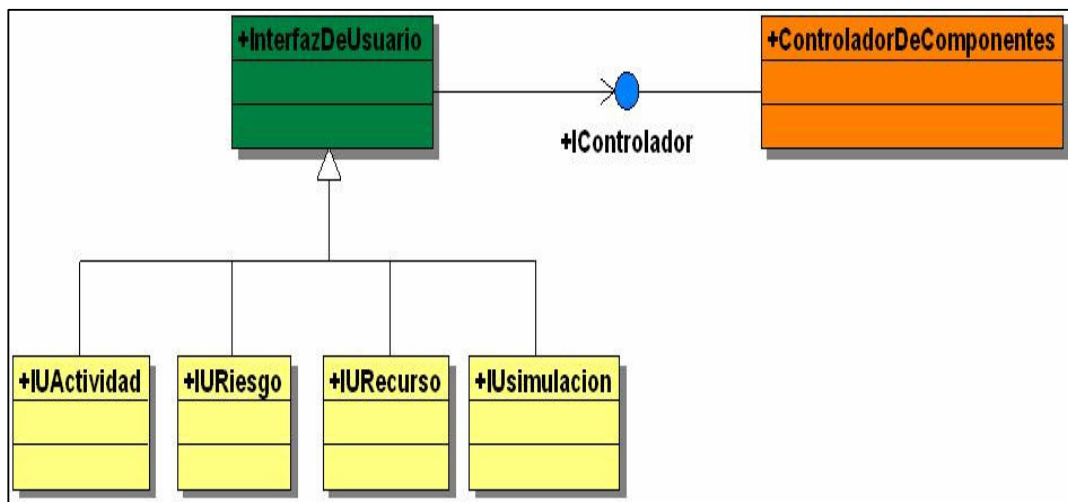 +InterfazDeUsuario
+ControladorDeComponentes
+IControlador
+IUActividad
+IURiesgo
+IURecurso
+IUsimulacion